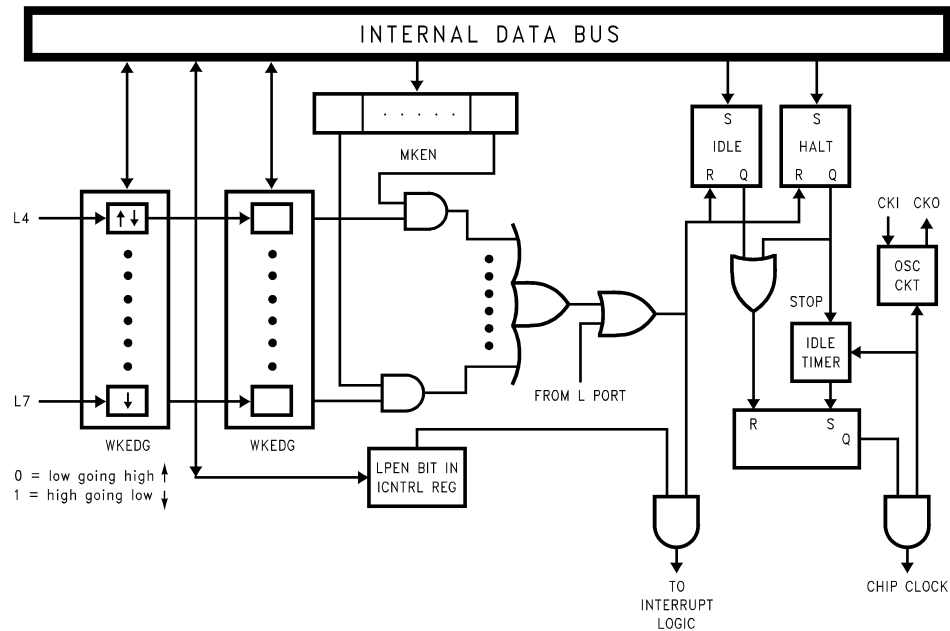 INTERNAL DATA BUS
. . . . .
MKEN
S
IDLE
R Q
S
HALT
R Q
CKI CKO
OSC
CKT
L4
STOP
IDLE
TIMER
FROM L PORT
L7
R S
Q
WKEDG
WKEDG
0 = low going high
1 = high going low
LPEN BIT IN
ICNTRL REG
TO
INTERRUPT
LOGIC
CHIP CLOCK